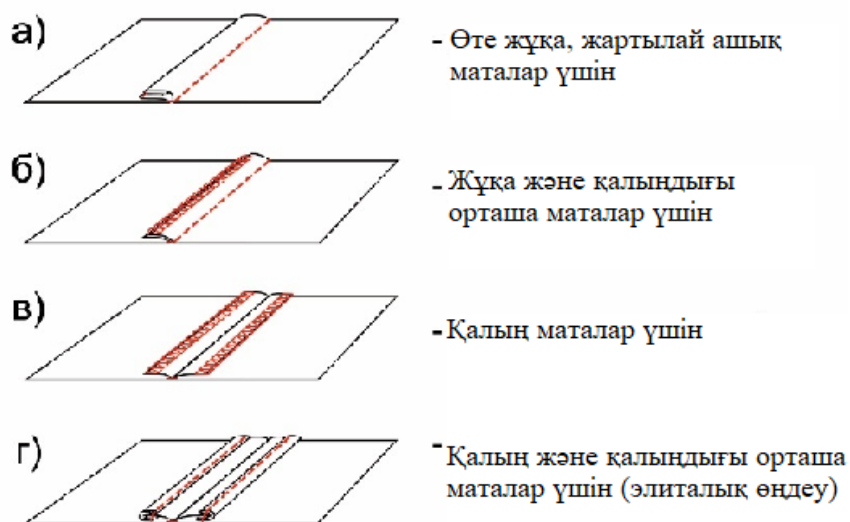 а)
- Өте жұқа, жартылай ашық
маталар үшін
б)
- Жұқа және қалыңдығы
орташа маталар үшін
в)
- Қалың маталар үшін
г)
- Қалың және қалыңдығы орташа
маталар үшін (элиталық өңдеу)